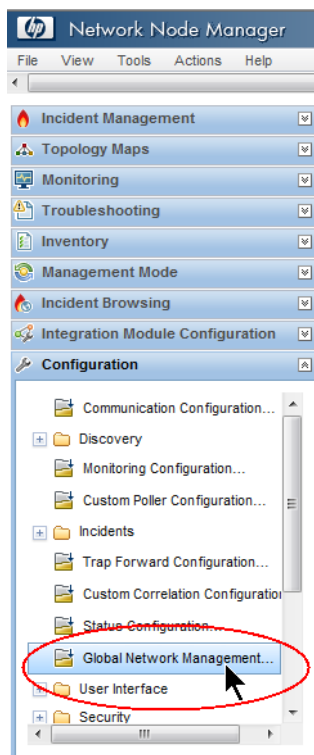 hp Network Node Manager
File View Tools Actions Help
Incident Management
Topology Maps
Monitoring
Troubleshooting
Inventory
Management Mode
Incident Browsing
Integration Module Configuration
Configuration
Communication Configuration...
Discovery
Monitoring Configuration...
Custom Poller Configuration...
Incidents
Trap Forward Configuration...
Custom Correlation Configuration
Status Configuration...
Global Network Management...
User Interface
Security